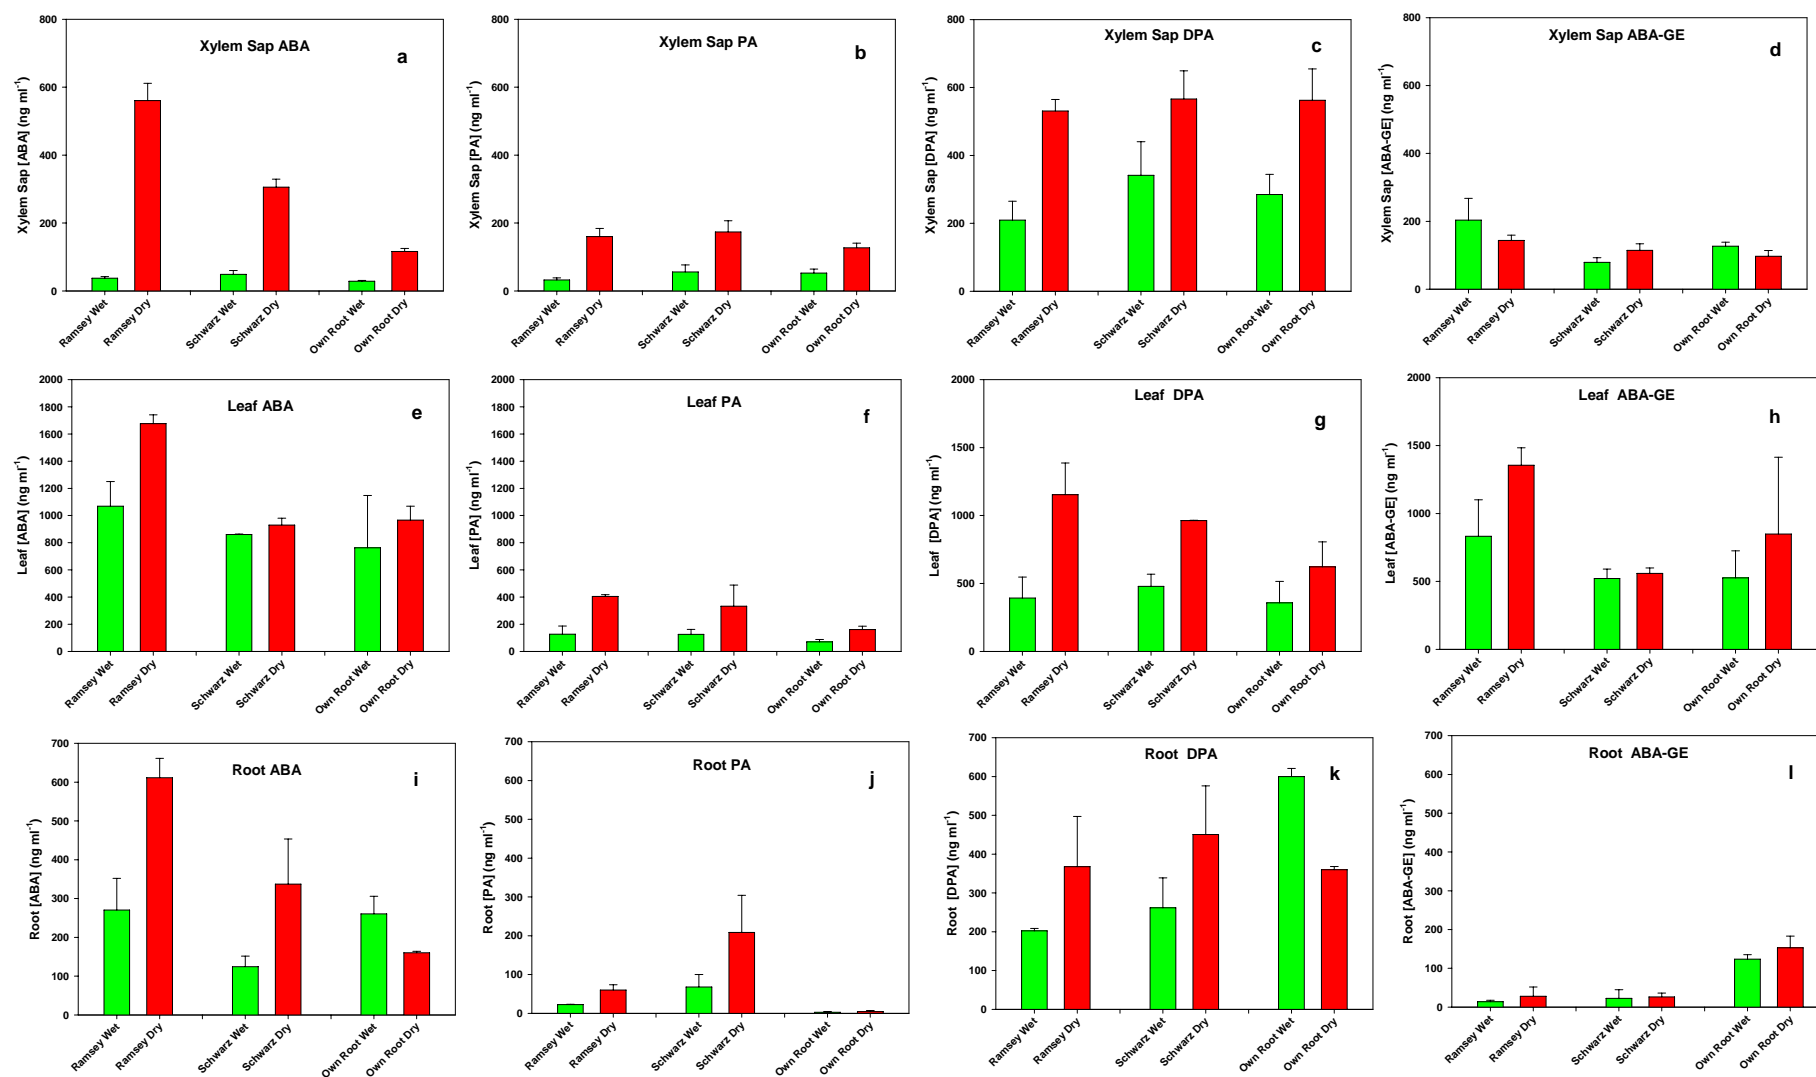 Xylem Sap ABA
a
Xylem Sap [ABA] (ng ml-1)
800
600
400
200
0
Ramsey Wet
Ramsey Dry
Schwarz Wet
Schwarz Dry
Own Root Wet
Own Root Dry
Xylem Sap PA
b
Xylem Sap [PA] (ng ml-1)
800
600
400
200
0
Ramsey Wet
Ramsey Dry
Schwarz Wet
Schwarz Dry
Own Root Wet
Own Root Dry
Xylem Sap DPA
c
Xylem Sap [DPA] (ng ml-1)
800
600
400
200
0
Ramsey Wet
Ramsey Dry
Schwarz Wet
Schwarz Dry
Own Root Wet
Own Root Dry
Xylem Sap ABA-GE
d
Xylem Sap [ABA-GE] (ng ml-1)
800
600
400
200
0
Ramsey Wet
Ramsey Dry
Schwarz Wet
Schwarz Dry
Own Root Wet
Own Root Dry
Leaf ABA
e
Leaf [ABA] (ng ml-1)
2000
1800
1600
1400
1200
1000
800
600
400
200
0
Ramsey Wet
Ramsey Dry
Schwarz Wet
Schwarz Dry
Own Root Wet
Own Root Dry
Leaf PA
f
Leaf [PA] (ng ml-1)
2000
1800
1600
1400
1200
1000
800
600
400
200
0
Ramsey Wet
Ramsey Dry
Schwarz Wet
Schwarz Dry
Own Root Wet
Own Root Dry
Leaf DPA
g
Leaf [DPA] (ng ml-1)
2000
1500
1000
500
0
Ramsey Wet
Ramsey Dry
Schwarz Wet
Schwarz Dry
Own Root Wet
Own Root Dry
Leaf ABA-GE
h
Leaf [ABA-GE] (ng ml-1)
2000
1500
1000
500
0
Ramsey Wet
Ramsey Dry
Schwarz Wet
Schwarz Dry
Own Root Wet
Own Root Dry
Root ABA
i
Root [ABA] (ng ml-1)
700
600
500
400
300
200
100
0
Ramsey Wet
Ramsey Dry
Schwarz Wet
Schwarz Dry
Own Root Wet
Own Root Dry
Root PA
j
Root [PA] (ng ml-1)
700
600
500
400
300
200
100
0
Ramsey Wet
Ramsey Dry
Schwarz Wet
Schwarz Dry
Own Root Wet
Own Root Dry
Root DPA
k
Root [DPA] (ng ml-1)
700
600
500
400
300
200
100
0
Ramsey Wet
Ramsey Dry
Schwarz Wet
Schwarz Dry
Own Root Wet
Own Root Dry
Root ABA-GE
l
Root [ABA-GE] (ng ml-1)
700
600
500
400
300
200
100
0
Ramsey Wet
Ramsey Dry
Schwarz Wet
Schwarz Dry
Own Root Wet
Own Root Dry